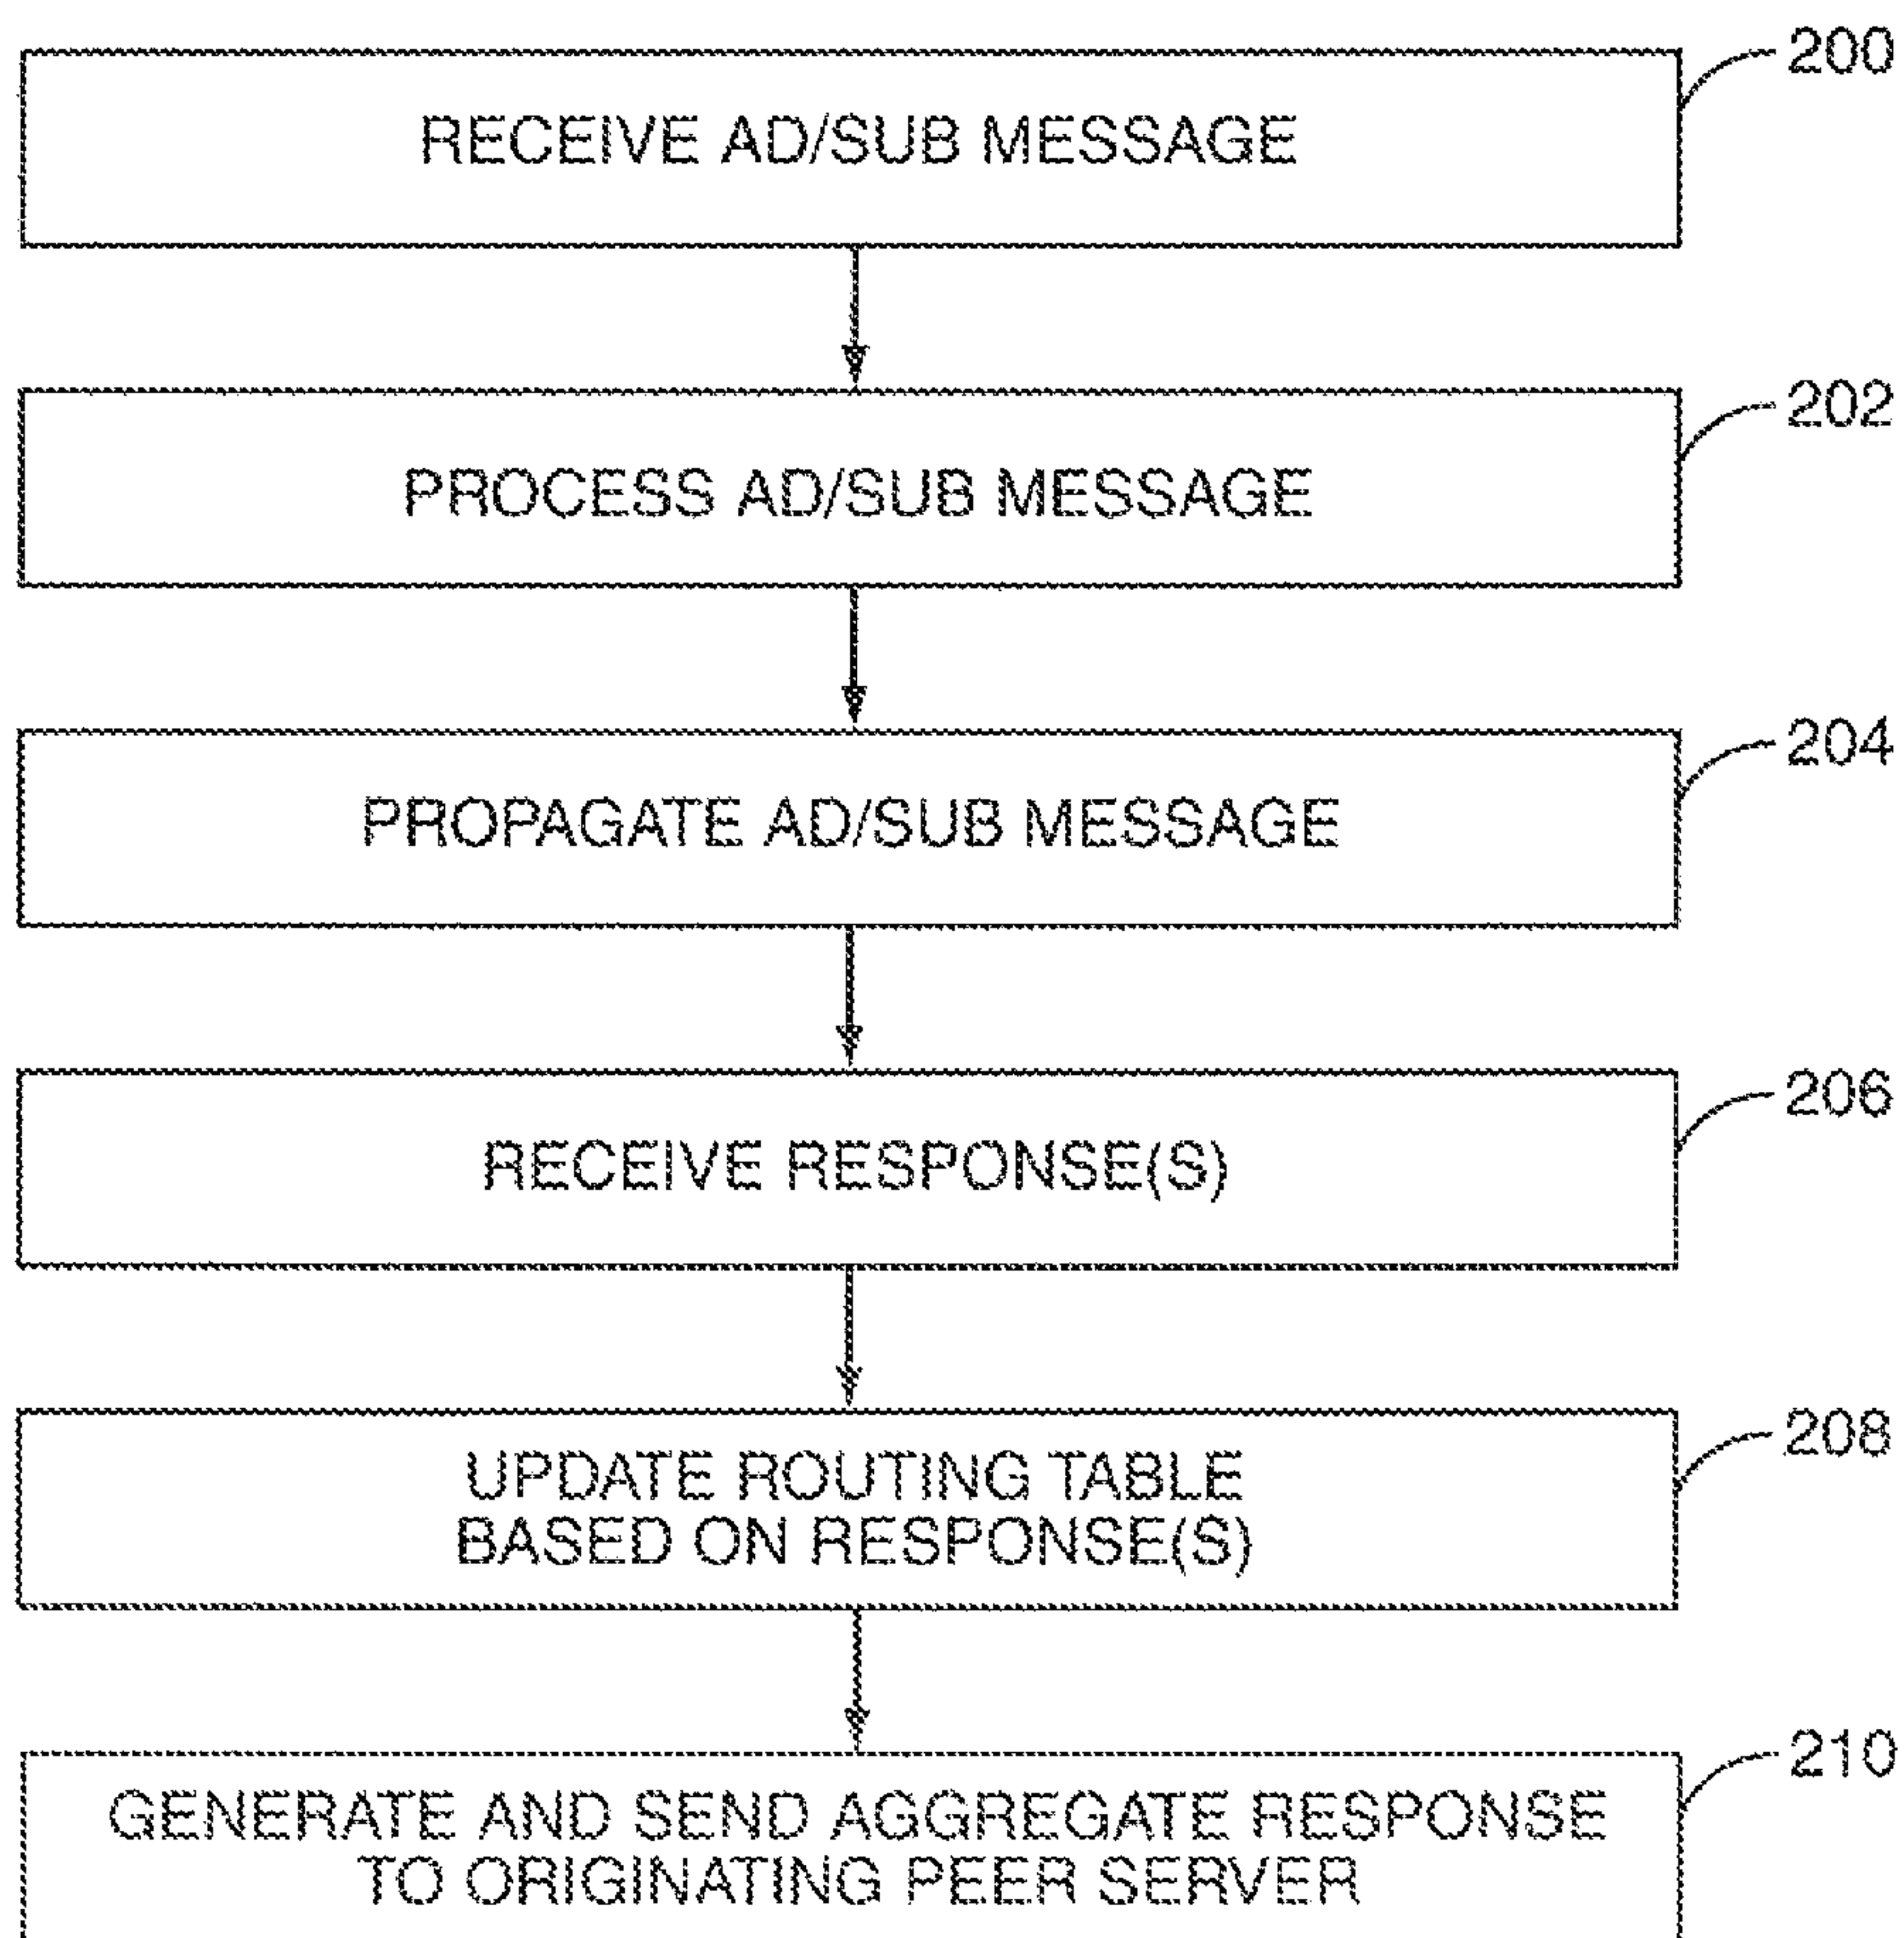 200
RECEIVE AD/SUB MESSAGE
202
PROCESS AD/SUB MESSAGE
204
PROPAGATE AD/SUB MESSAGE
206
RECEIVE RESPONSE(S)
208
UPDATE ROUTING TABLE
BASED ON RESPONSE(S)
210
GENERATE AND SEND AGGREGATE RESPONSE
TO ORIGINATING PEER SERVER